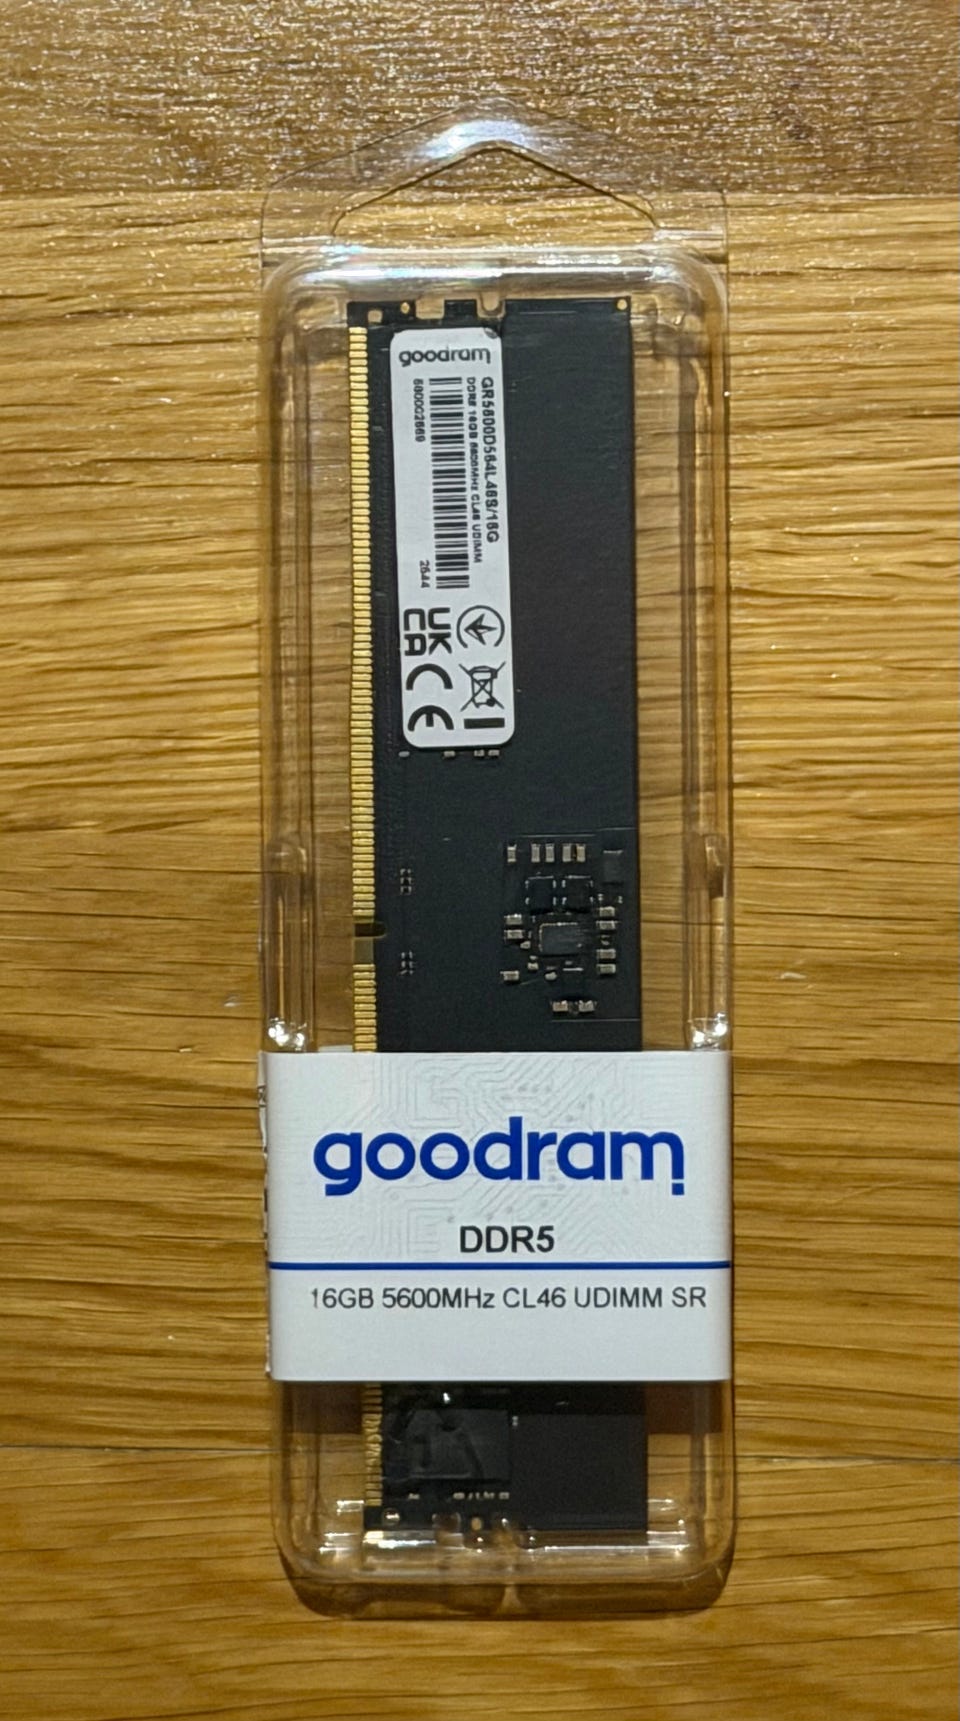 goodram
GR5600D564L46S/16G
DDR5 16GB 5600MHz CL46 UDIMM
580002869
2544
UK
CA
CE
goodram
DDR5
16GB 5600MHz CL46 UDIMM SR